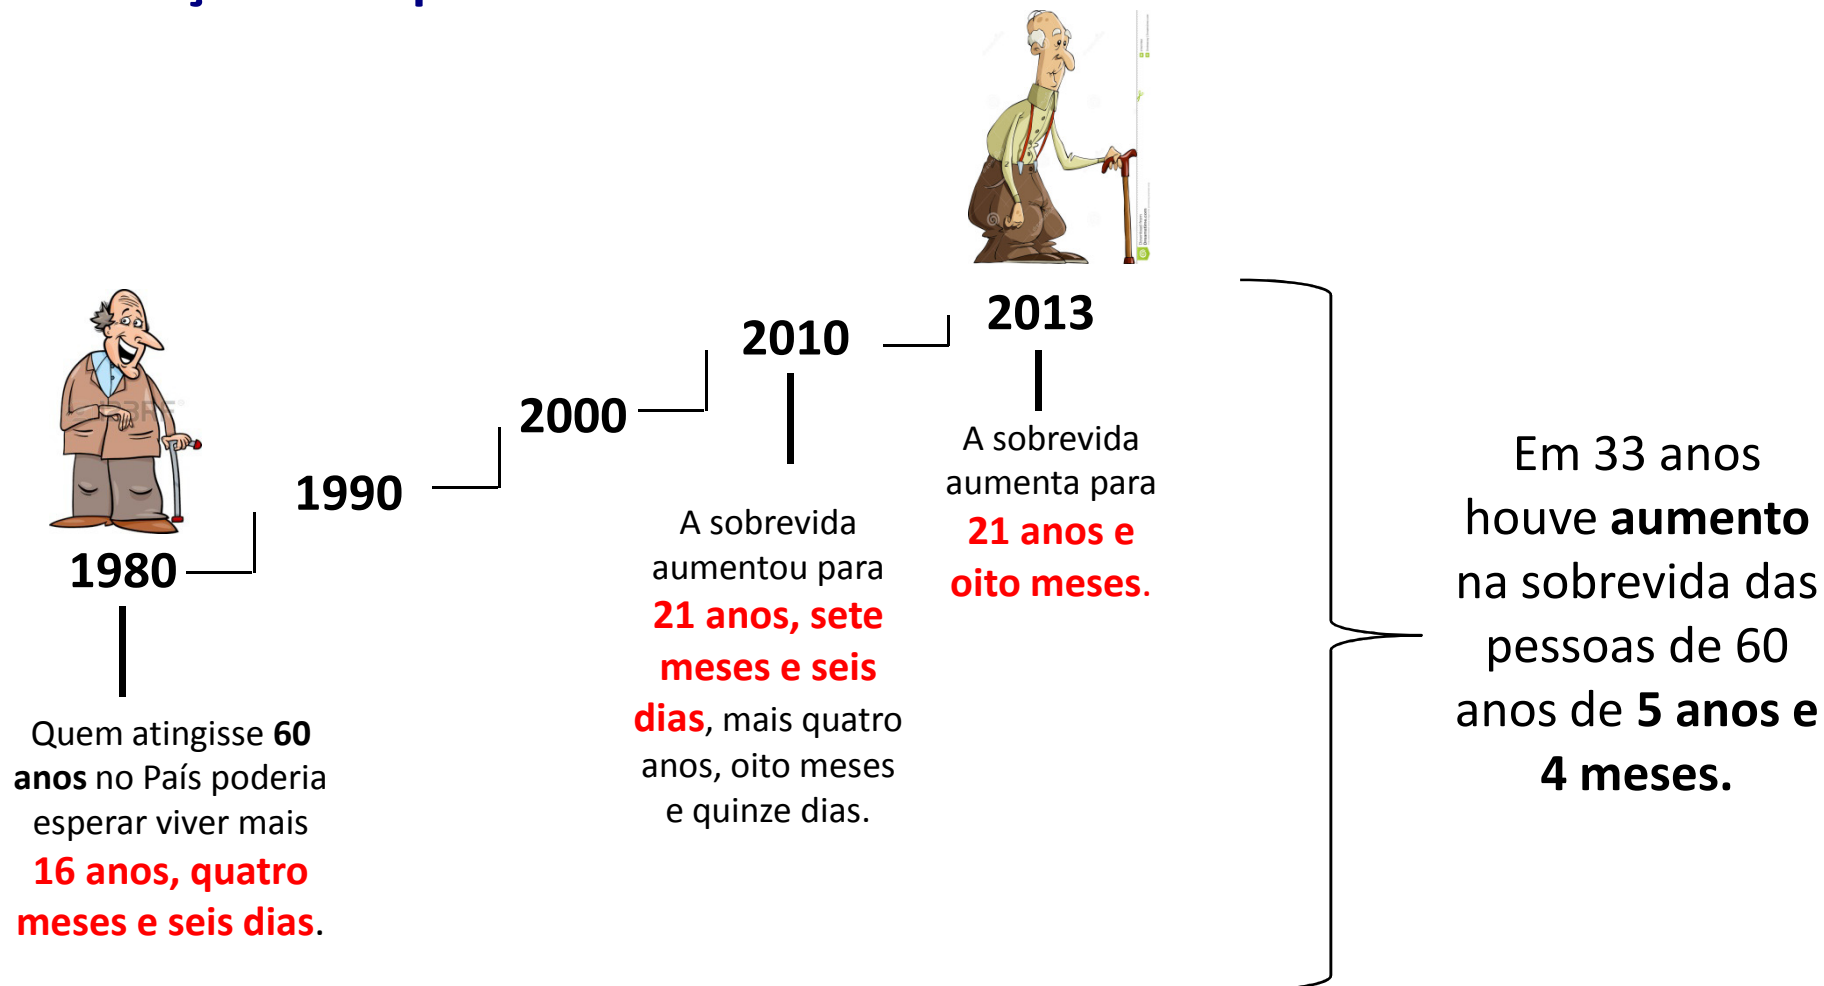 2013
2010
2000
1990
1980
A sobrevida
aumenta para
21 anos e
oito meses.
A sobrevida
aumentou para
21 anos, sete
meses e seis
dias, mais quatro
anos, oito meses
e quinze dias.
Quem atingisse 60
anos no País poderia
esperar viver mais
16 anos, quatro
meses e seis dias.
Em 33 anos
houve aumento
na sobrevida das
pessoas de 60
anos de 5 anos e
4 meses.